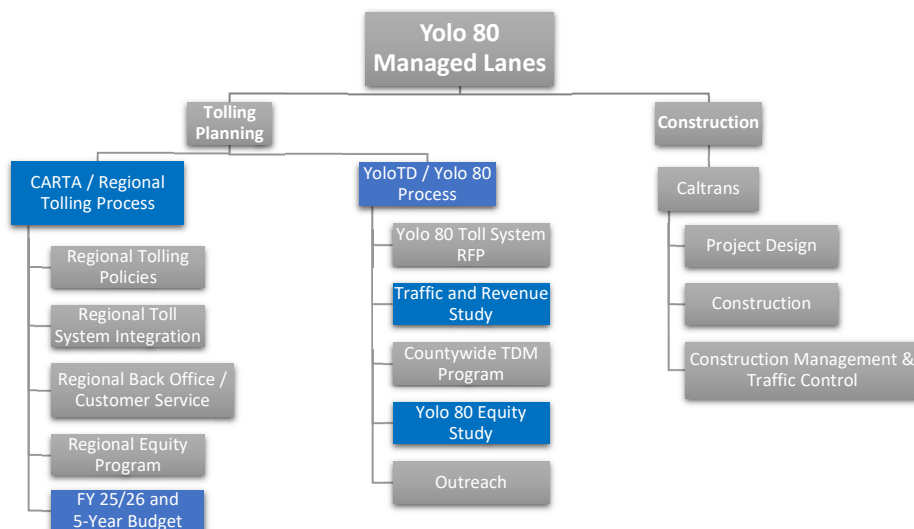 Yolo 80
Managed Lanes
Tolling
Planning
Construction
CARTA / Regional
Tolling Process
YoloTD / Yolo 80
Process
Caltrans
Regional Tolling
Policies
Regional Toll
System Integration
Regional Back Office /
Customer Service
Regional Equity
Program
FY 25/26 and
5-Year Budget
Yolo 80 Toll System
RFP
Traffic and Revenue
Study
Countywide TDM
Program
Yolo 80 Equity
Study
Outreach
Project Design
Construction
Construction Management &
Traffic Control